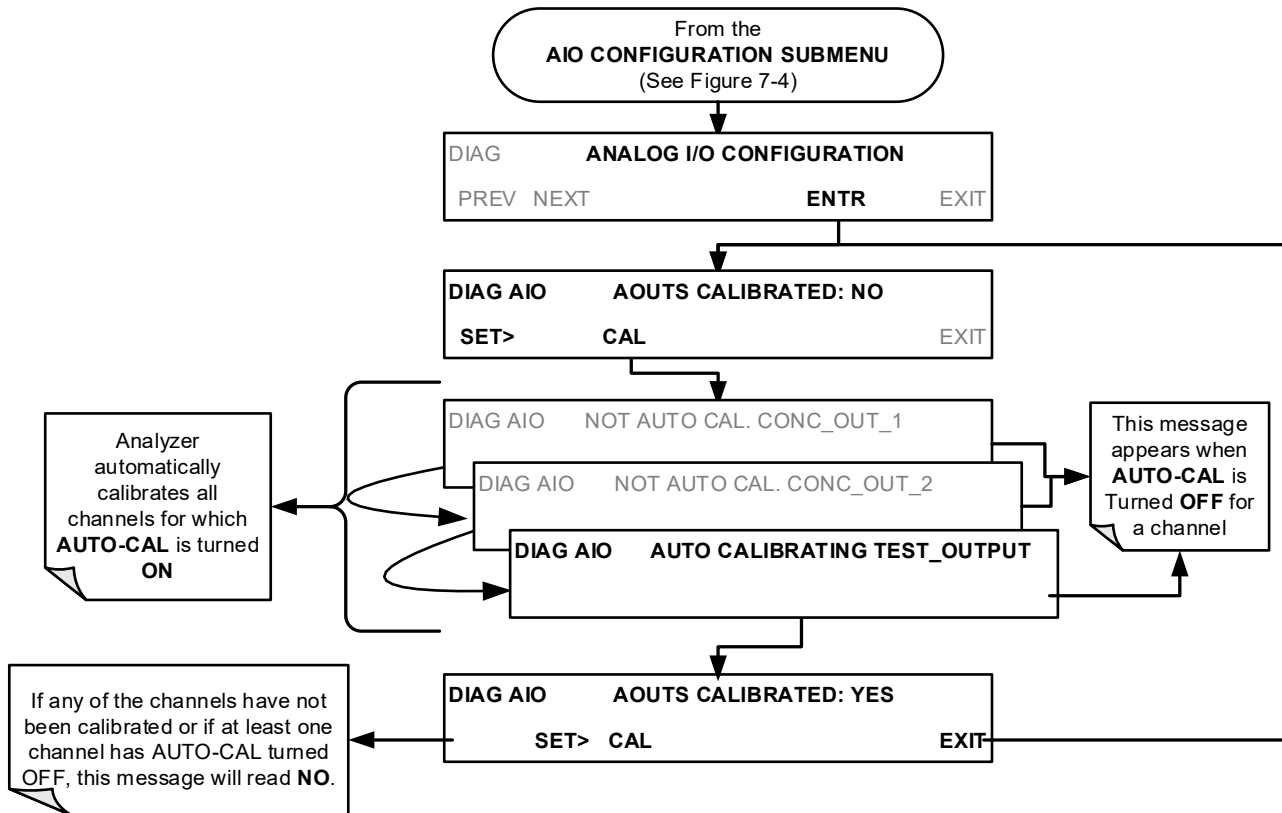 From the
AIO CONFIGURATION SUBMENU
(See Figure 7-4)
DIAG ANALOG I/O CONFIGURATION
PREV NEXT ENTR EXIT
DIAG AIO AOUTS CALIBRATED: NO
SET> CAL EXIT
Analyzer
automatically
calibrates all
channels for which
AUTO-CAL is turned
ON
DIAG AIO NOT AUTO CAL. CONC_OUT_1
DIAG AIO NOT AUTO CAL. CONC_OUT_2
DIAG AIO AUTO CALIBRATING TEST_OUTPUT
This message
appears when
AUTO-CAL is
Turned OFF for
a channel
If any of the channels have not
been calibrated or if at least one
channel has AUTO-CAL turned
OFF, this message will read NO.
DIAG AIO AOUTS CALIBRATED: YES
SET> CAL EXIT